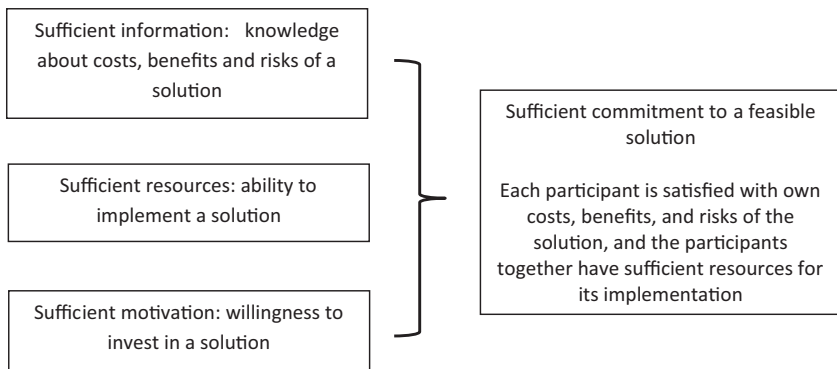 Sufficient information: knowledge
about costs, benefits and risks of a
solution
Sufficient resources: ability to
implement a solution
Sufficient motivation: willingness to
invest in a solution
Sufficient commitment to a feasible
solution
Each participant is satisfied with own
costs, benefits, and risks of the
solution, and the participants
together have sufficient resources for
its implementation